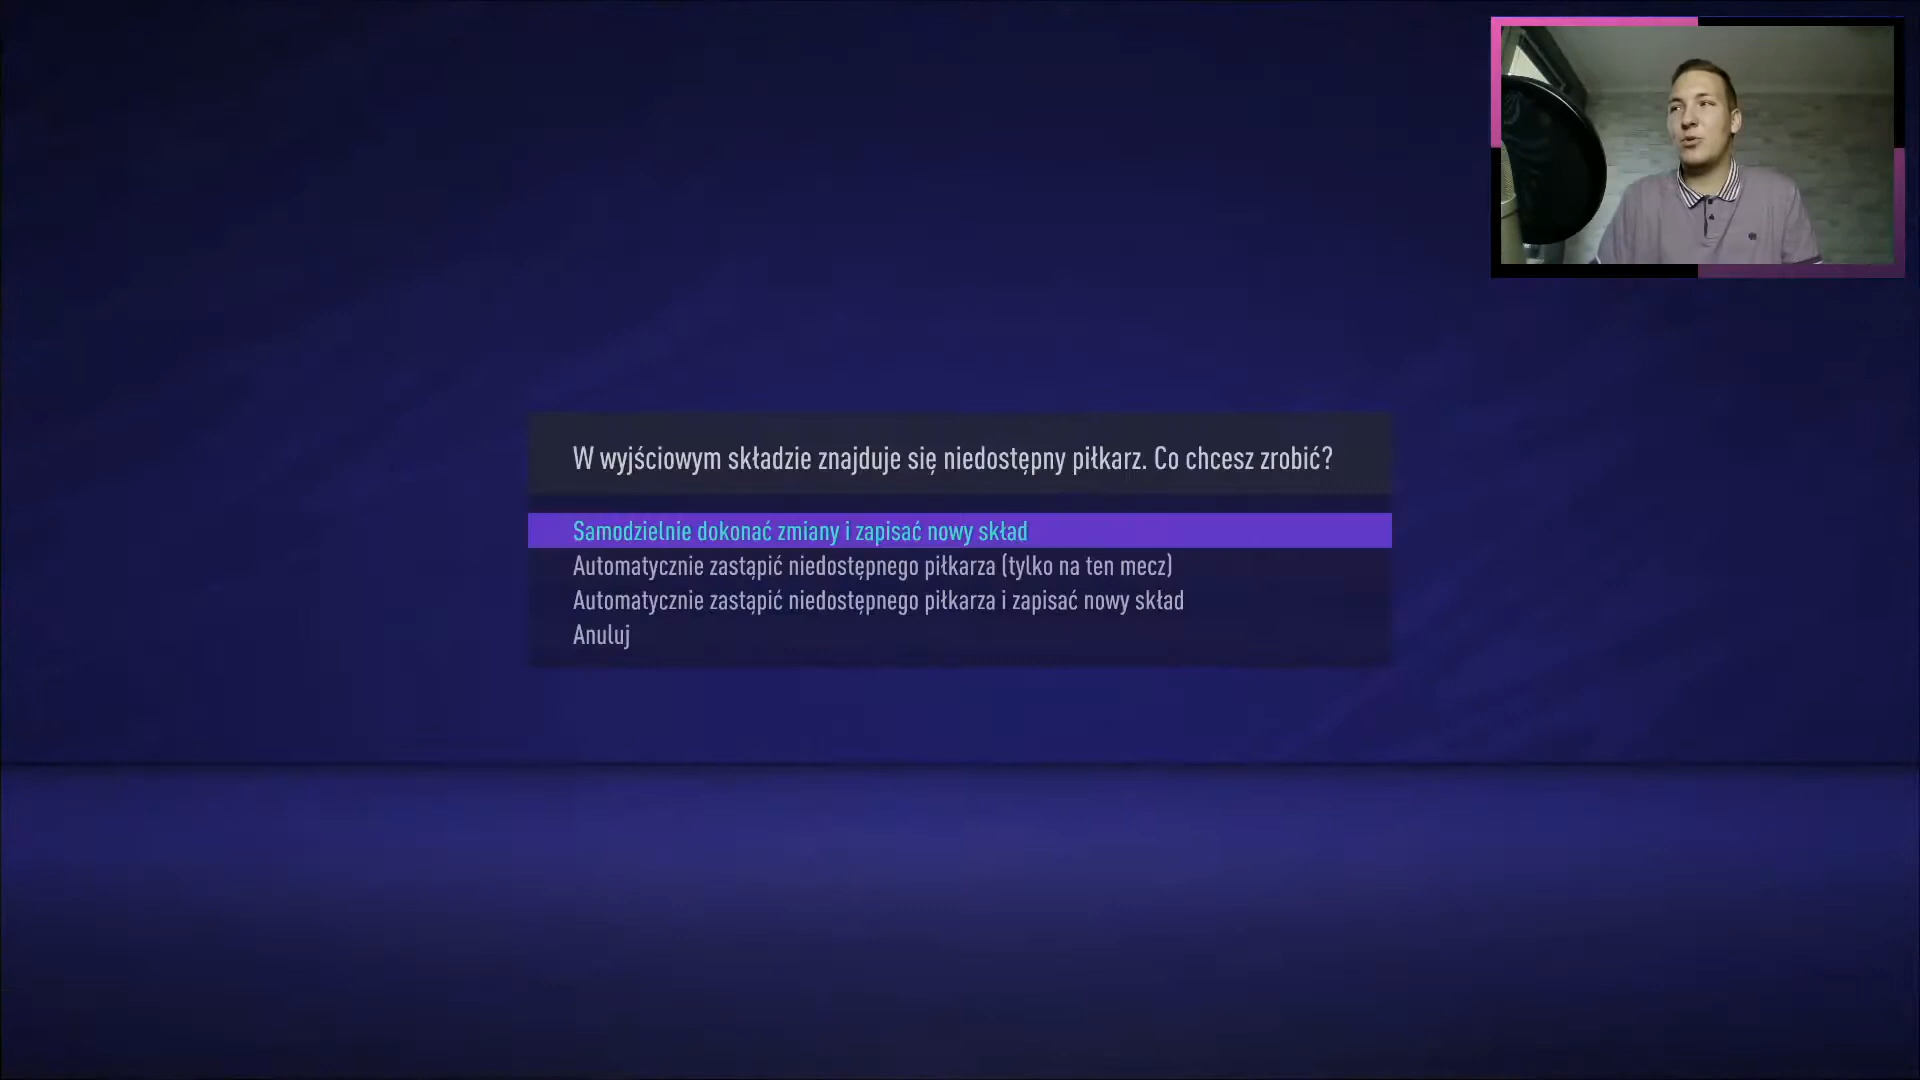 W wyjściowym składzie znajduje się niedostępny piłkarz. Co chcesz zrobić?
Samodzielnie dokonać zmiany i zapisać nowy skład
Automatycznie zastąpić niedostępnego piłkarza (tylko na ten mecz)
Automatycznie zastąpić niedostępnego piłkarza i zapisać nowy skład
Anuluj